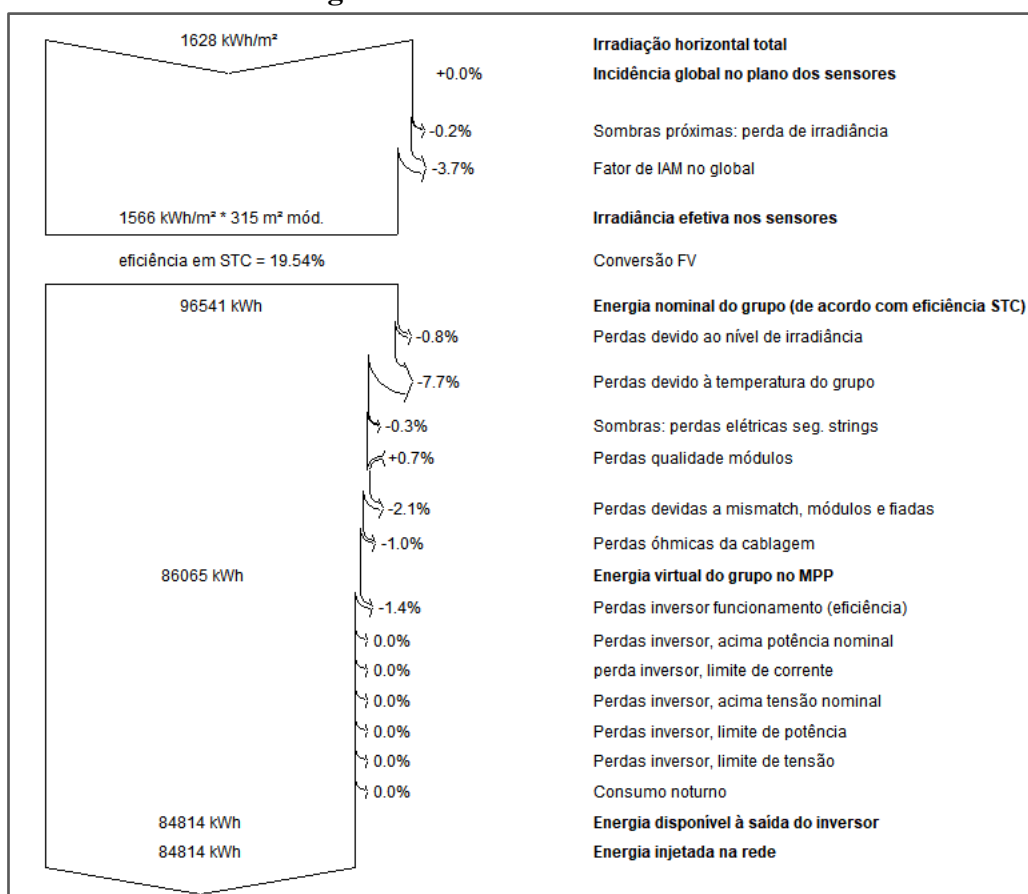 1628 kWh/m² Irradiação horizontal total
+0.0% Incidência global no plano dos sensores
-0.2% Sombras próximas: perda de irradiância
-3.7% Fator de IAM no global
1566 kWh/m² * 315 m² mód. Irradiância efetiva nos sensores
eficiência em STC = 19.54% Conversão FV
96541 kWh Energia nominal do grupo (de acordo com eficiência STC)
-0.8% Perdas devido ao nível de irradiância
-7.7% Perdas devido à temperatura do grupo
-0.3% Sombras: perdas elétricas seg. strings
+0.7% Perdas qualidade módulos
-2.1% Perdas devidas a mismatch, módulos e fiadas
-1.0% Perdas óhmicas da cablagem
86065 kWh Energia virtual do grupo no MPP
-1.4% Perdas inversor funcionamento (eficiência)
0.0% Perdas inversor, acima potência nominal
0.0% perda inversor, limite de corrente
0.0% Perdas inversor, acima tensão nominal
0.0% Perdas inversor, limite de potência
0.0% Perdas inversor, limite de tensão
0.0% Consumo noturno
84814 kWh Energia disponível à saída do inversor
84814 kWh Energia injetada na rede